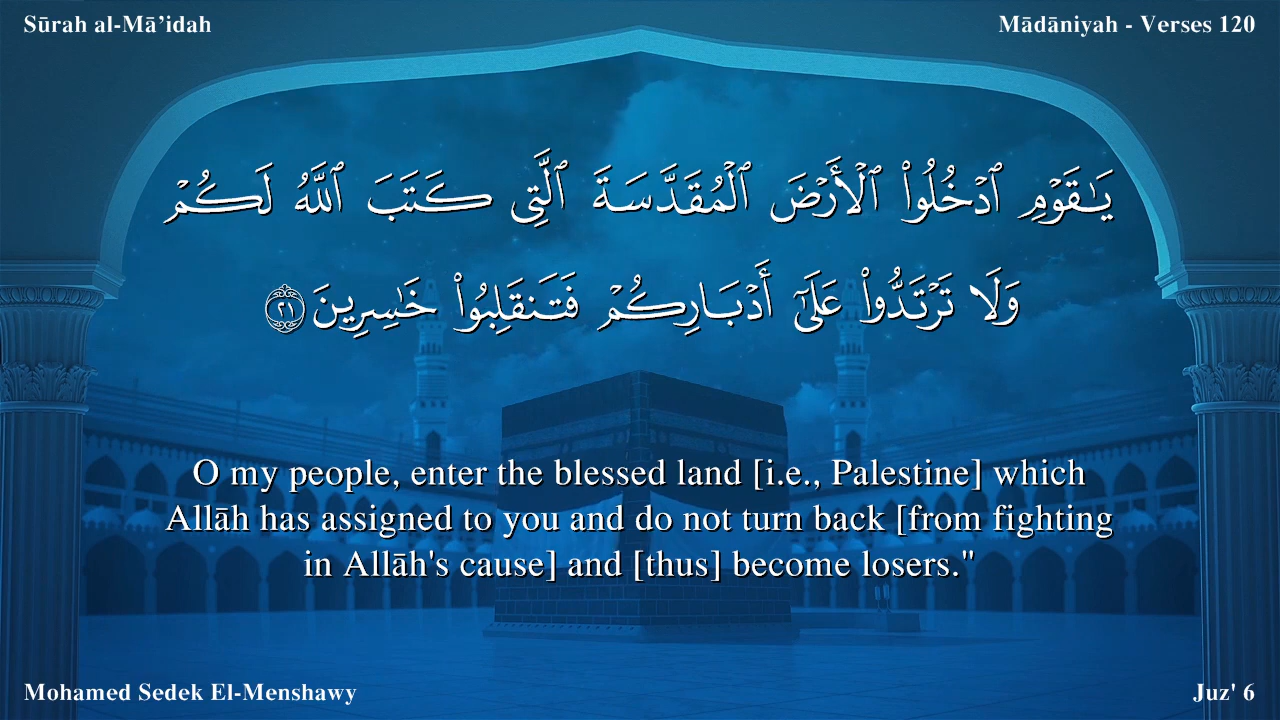 Sūrah al-Mā’idah
Mādāniyah - Verses 120
يَـٰقَوْمِ ٱدْخُلُوا۟ ٱلْأَرْضَ ٱلْمُقَدَّسَةَ ٱلَّتِى كَتَبَ ٱللَّهُ لَكُمْ
وَلَا تَرْتَدُّوا۟ عَلَىٰٓ أَدْبَارِكُمْ فَتَنقَلِبُوا۟ خَـٰسِرِينَ ٢١
O my people, enter the blessed land [i.e., Palestine] which
Allāh has assigned to you and do not turn back [from fighting
in Allāh's cause] and [thus] become losers."
Mohamed Sedek El-Menshawy
Juz' 6